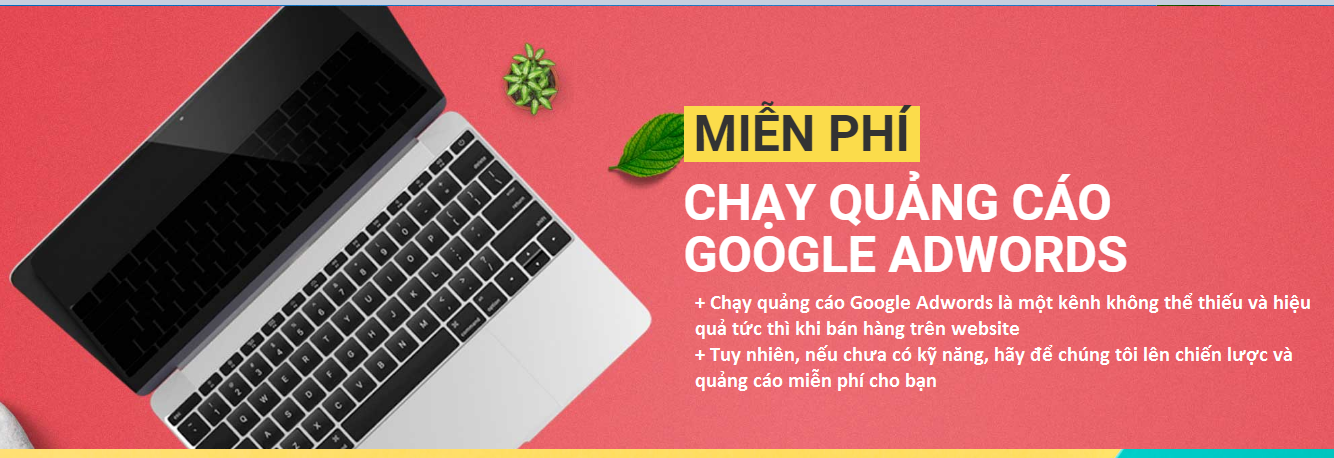 MIỄN PHÍ
CHẠY QUẢNG CÁO
GOOGLE ADWORDS
+ Chạy quảng cáo Google Adwords là một kênh không thể thiếu và hiệu
quả tức thì khi bán hàng trên website
+ Tuy nhiên, nếu chưa có kỹ năng, hãy để chúng tôi lên chiến lược và
quảng cáo miễn phí cho bạn